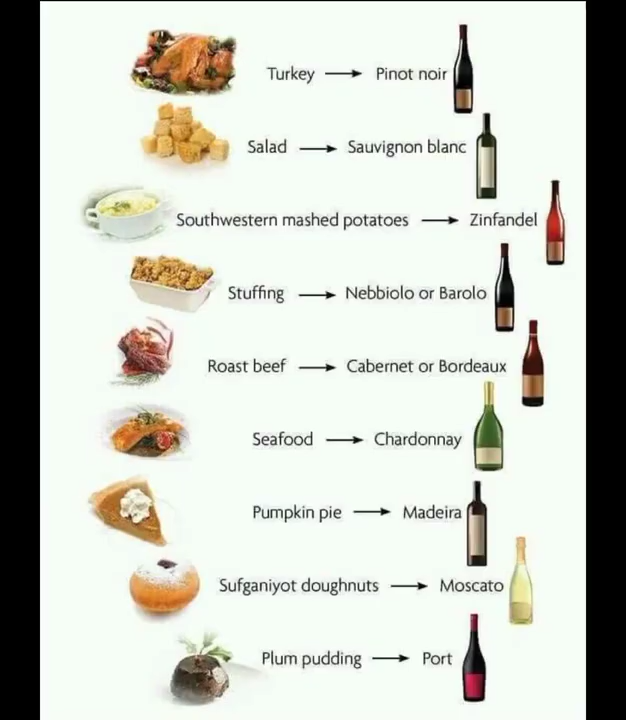 Turkey → Pinot noir
Salad → Sauvignon blanc
Southwestern mashed potatoes → Zinfandel
Stuffing → Nebbiolo or Barolo
Roast beef → Cabernet or Bordeaux
Seafood → Chardonnay
Pumpkin pie → Madeira
Sufganiyot doughnuts → Moscato
Plum pudding → Port